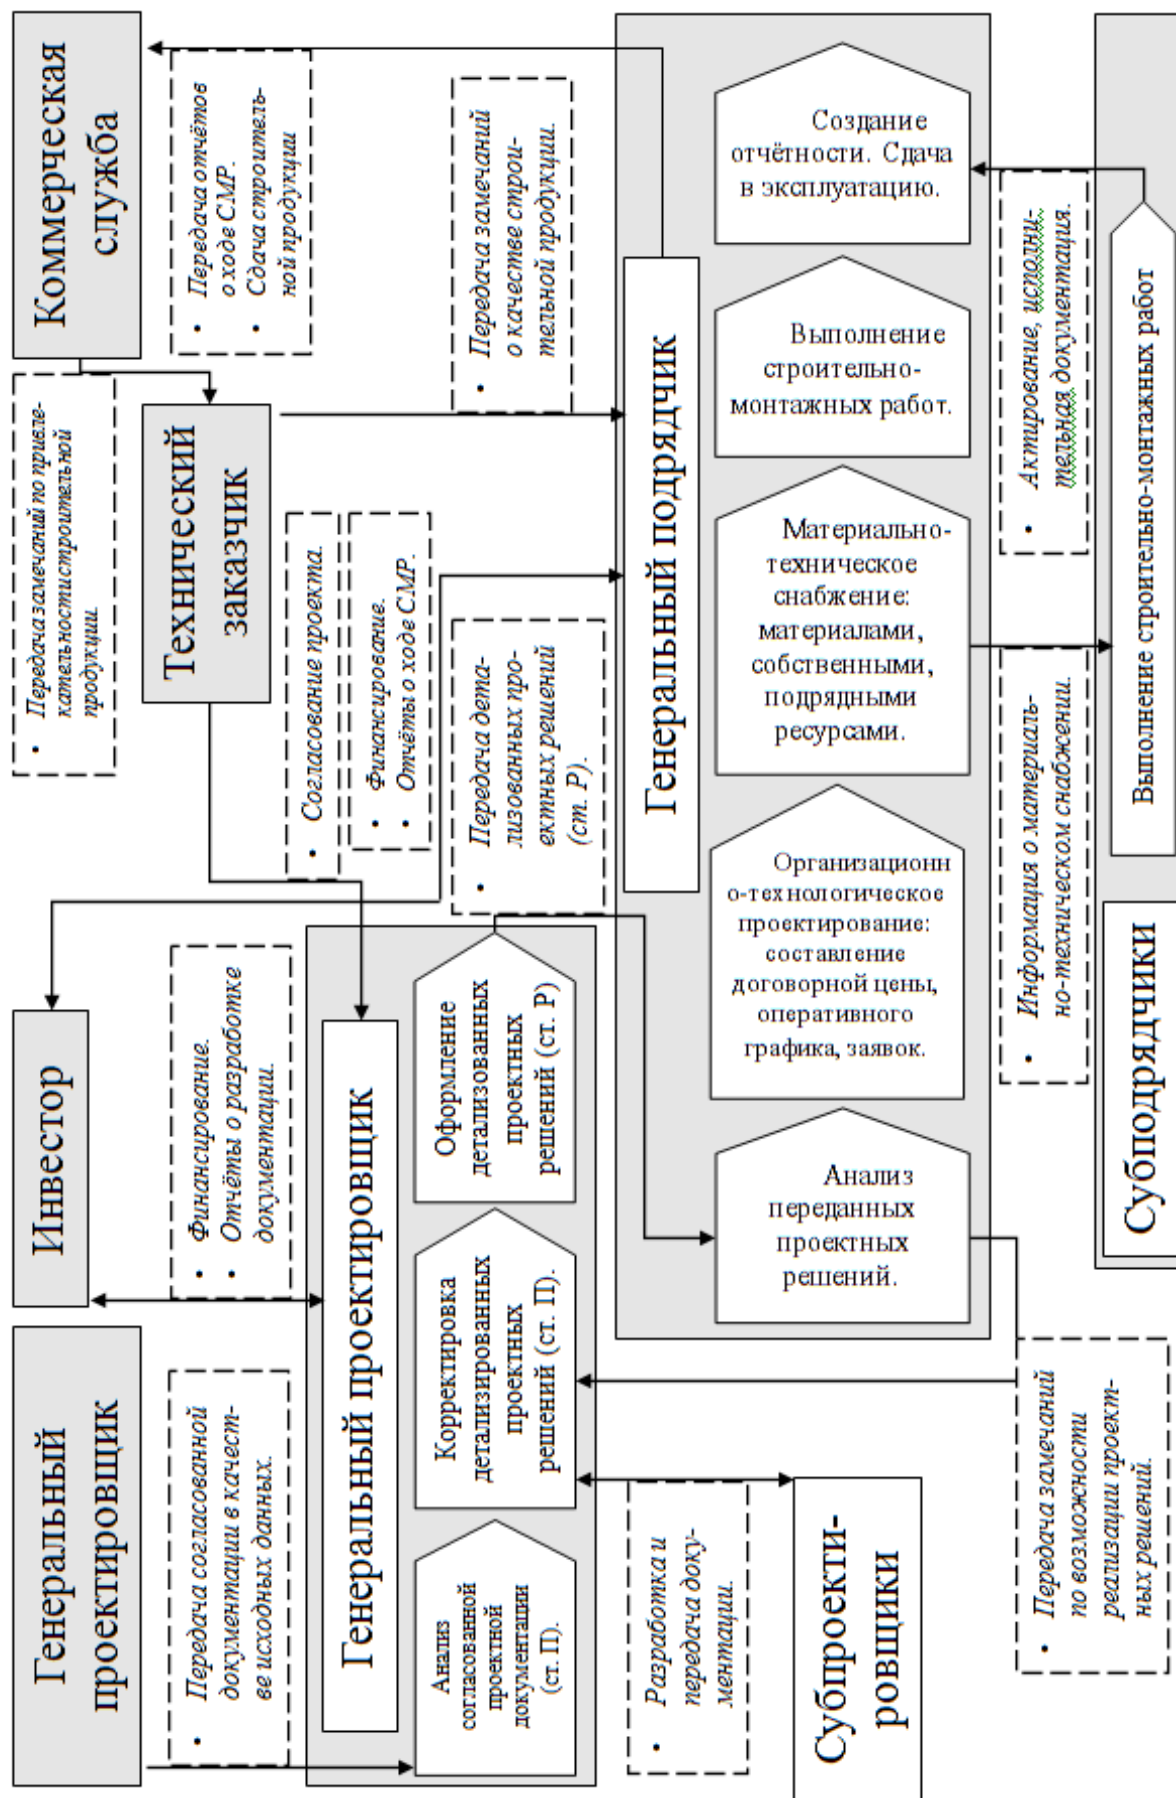 Генеральный
проектировщик
Инвестор
Коммерческая
служба
• Передача согласованной
документации в качест-
ве исходных данных.
• Финансирование.
• Отчёты о разработке
документации.
• Передача замечаний по привле-
кательности строительной
продукции.
Технический
заказчик
• Передача отчётов
о ходе СМР.
• Сдача строитель-
ной продукции
• Согласование проекта.
• Финансирование.
• Отчёты о ходе СМР.
Генеральный проектировщик
Анализ
согласованной
проектной
документации
(ст. П).
Корректировка
детализированных
проектных
решений (ст. П).
Оформление
детализованных
проектных
решений (ст. Р)
• Передача дета-
лизованных про-
ектных решений
(ст. Р).
• Передача замечаний
о качестве строи-
тельной продукции.
• Разработка и
передача доку-
ментации.
Субпроекти-
ровщики
Генеральный подрядчик
Анализ
переданных
проектных
решений.
Организационн
о-технологическое
проектирование:
составление
договорной цены,
оперативного
графика, заявок.
Материально-
техническое
снабжение:
материалами,
собственными,
подрядными
ресурсами.
Выполнение
строительно-
монтажных работ.
Создание
отчётности. Сдача
в эксплуатацию.
• Передача замечаний
по возможности
реализации проект-
ных решений.
• Информация о материаль-
но-техническом снабжении.
• Актирование, исполни-
тельная документация.
Субподрядчики
Выполнение строительно-монтажных работ